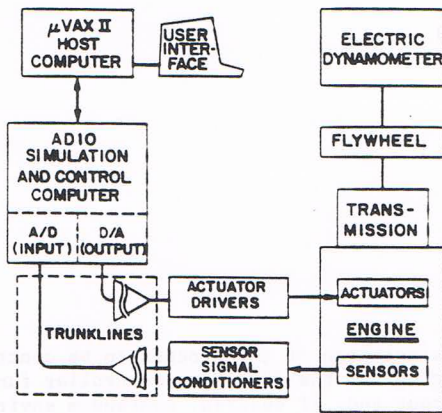 µVAX II
HOST
COMPUTER
USER
INTER-
FACE
ELECTRIC
DYNAMOMETER
FLYWHEEL
TRANS-
MISSION
ADIO
SIMULATION
AND CONTROL
COMPUTER
A/D
(INPUT)
D/A
(OUTPUT)
TRUNKLINES
ACTUATOR
DRIVERS
SENSOR
SIGNAL
CONDITIONERS
ACTUATORS
ENGINE
SENSORS